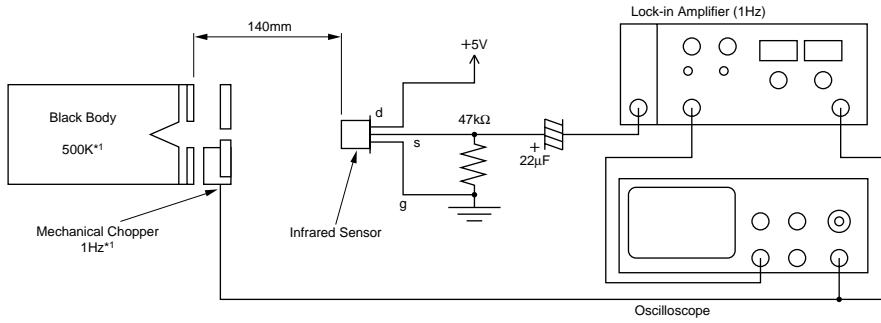 Lock-in Amplifier (1Hz)
140mm
+5V
Black Body
500K*1
d
47kΩ
s
+
22µF
g
Mechanical Chopper
1Hz*1
Infrared Sensor
Oscilloscope